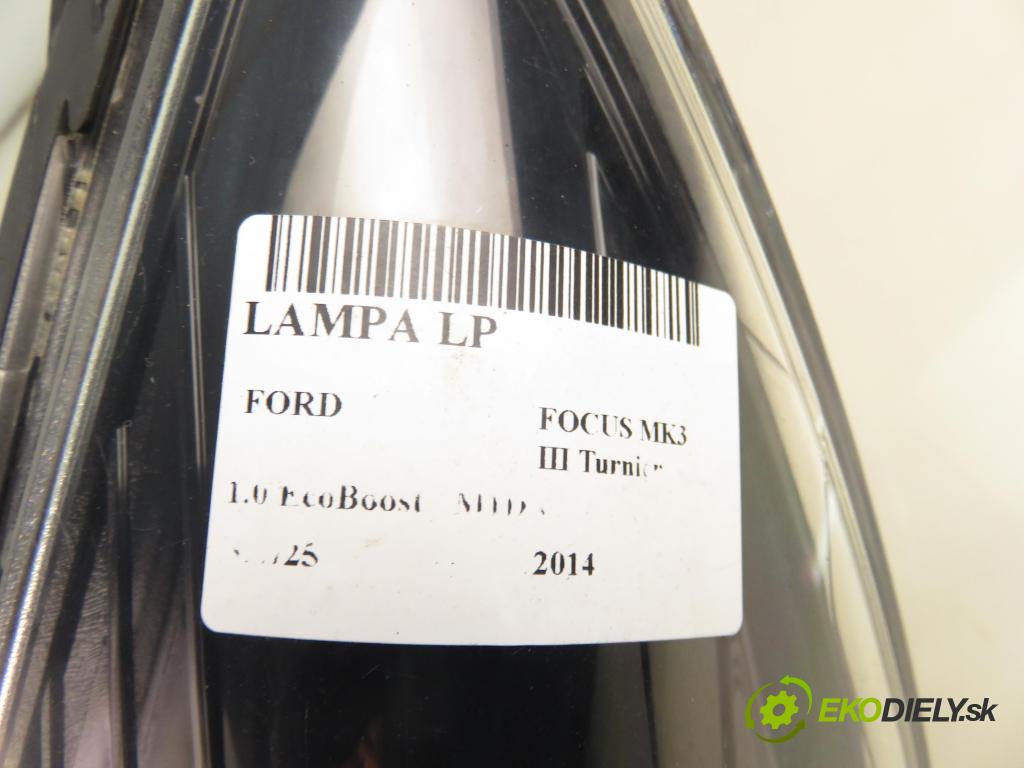 LAMPA LP
FORD
FOCUS MK3
III Turnier
1.0 EcoBoost
2014
EKODIELY.sk